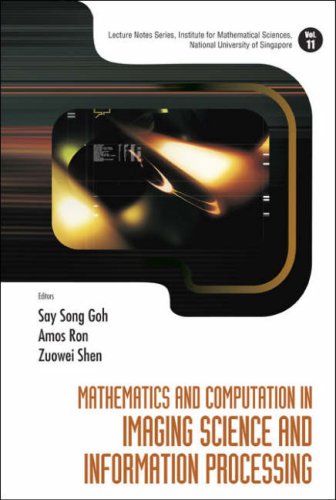 Lecture Notes Series, Institute for Mathematical Sciences,
National University of Singapore
Vol.
11
Editors
Say Song Goh
Amos Ron
Zuowei Shen
MATHEMATICS AND COMPUTATION IN
IMAGING SCIENCE AND
INFORMATION PROCESSING